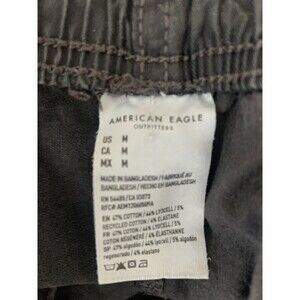 AMERICAN EAGLE
OUTFITTERS
US M
CA M
MX M
MADE IN BANGLADESH / FABRIQUÉ AU
BANGLADESH / HECHO EN BANGLADESH
RN 54485 / CA 03073
EN 47% COTTON / 44% LYOCELL / 5%
RECYCLED COTTON / 4% ELASTANE
FR 47% COTON / 44% LYOCELL / 5%
COTON RÉGÉNÉRÉ / 4% ÉLASTHANNE
SP 47% algodón / 44% lyocell / 5% algodón
regenerado / 4% elastano